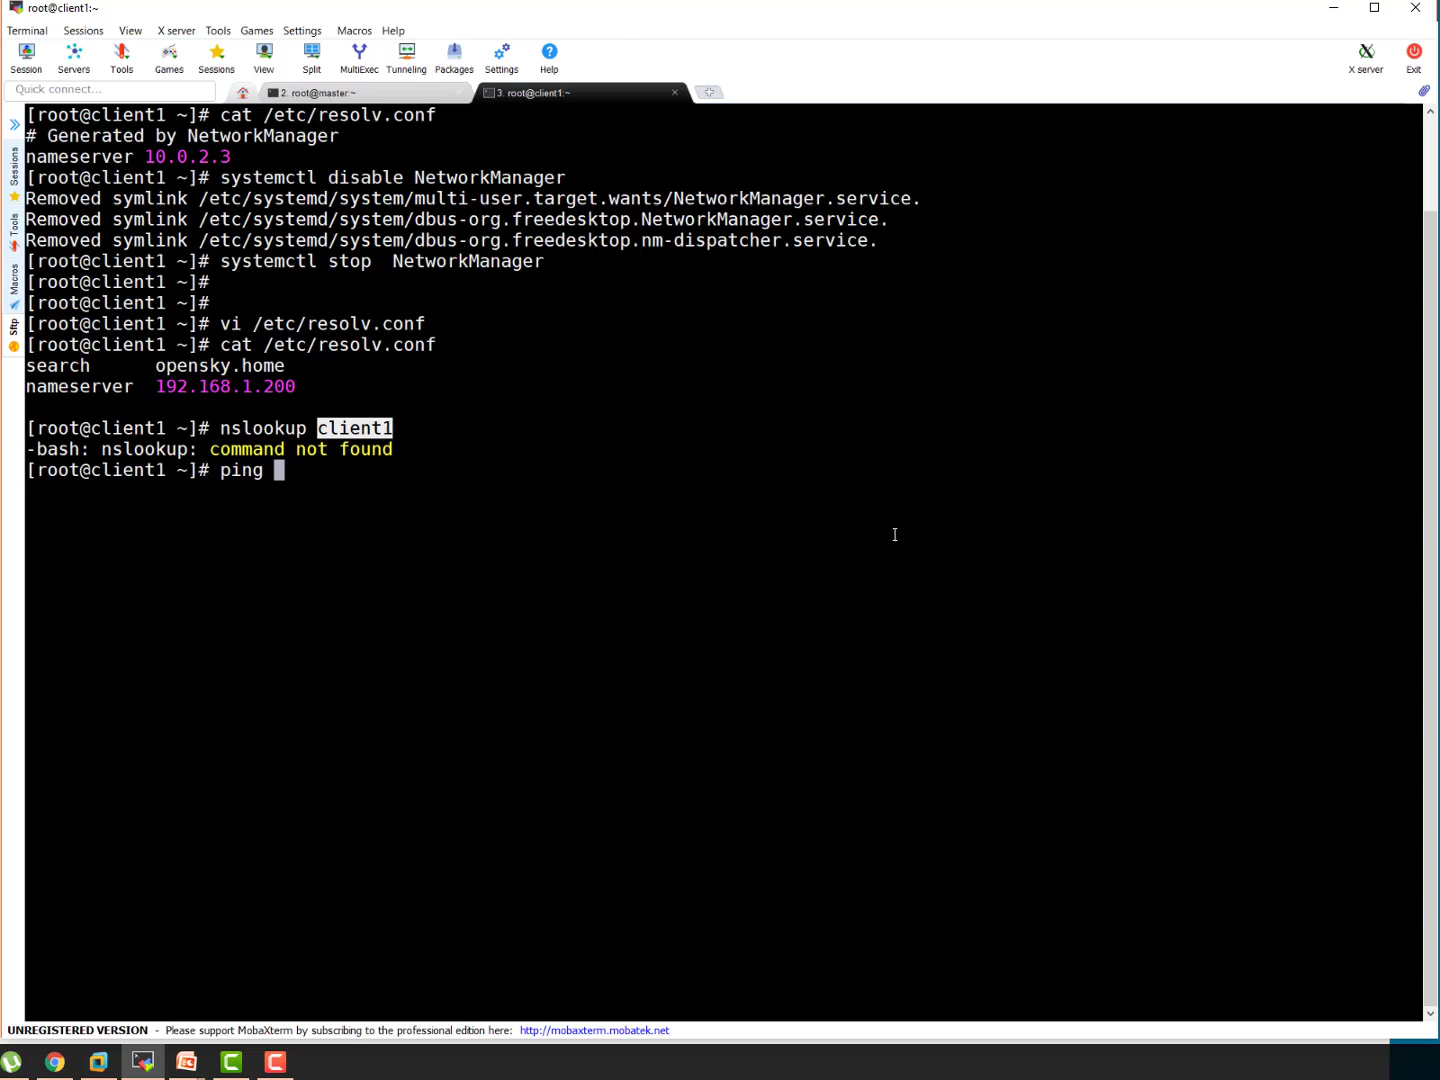 root@client1:~
Terminal Sessions View X server Tools Games Settings Macros Help
Session Servers Tools Games Sessions View Split MultiExec Tunneling Packages Settings Help X server Exit
Quick connect... 2. root@master:~ 3. root@client1:~
Sessions
Tools
Macros
Sftp
[root@client1 ~]# cat /etc/resolv.conf
# Generated by NetworkManager
nameserver 10.0.2.3
[root@client1 ~]# systemctl disable NetworkManager
Removed symlink /etc/systemd/system/multi-user.target.wants/NetworkManager.service.
Removed symlink /etc/systemd/system/dbus-org.freedesktop.NetworkManager.service.
Removed symlink /etc/systemd/system/dbus-org.freedesktop.nm-dispatcher.service.
[root@client1 ~]# systemctl stop  NetworkManager
[root@client1 ~]#
[root@client1 ~]#
[root@client1 ~]# vi /etc/resolv.conf
[root@client1 ~]# cat /etc/resolv.conf
search      opensky.home
nameserver  192.168.1.200
[root@client1 ~]# nslookup client1
-bash: nslookup: command not found
[root@client1 ~]# ping
UNREGISTERED VERSION - Please support MobaXterm by subscribing to the professional edition here: http://mobaxterm.mobatek.net